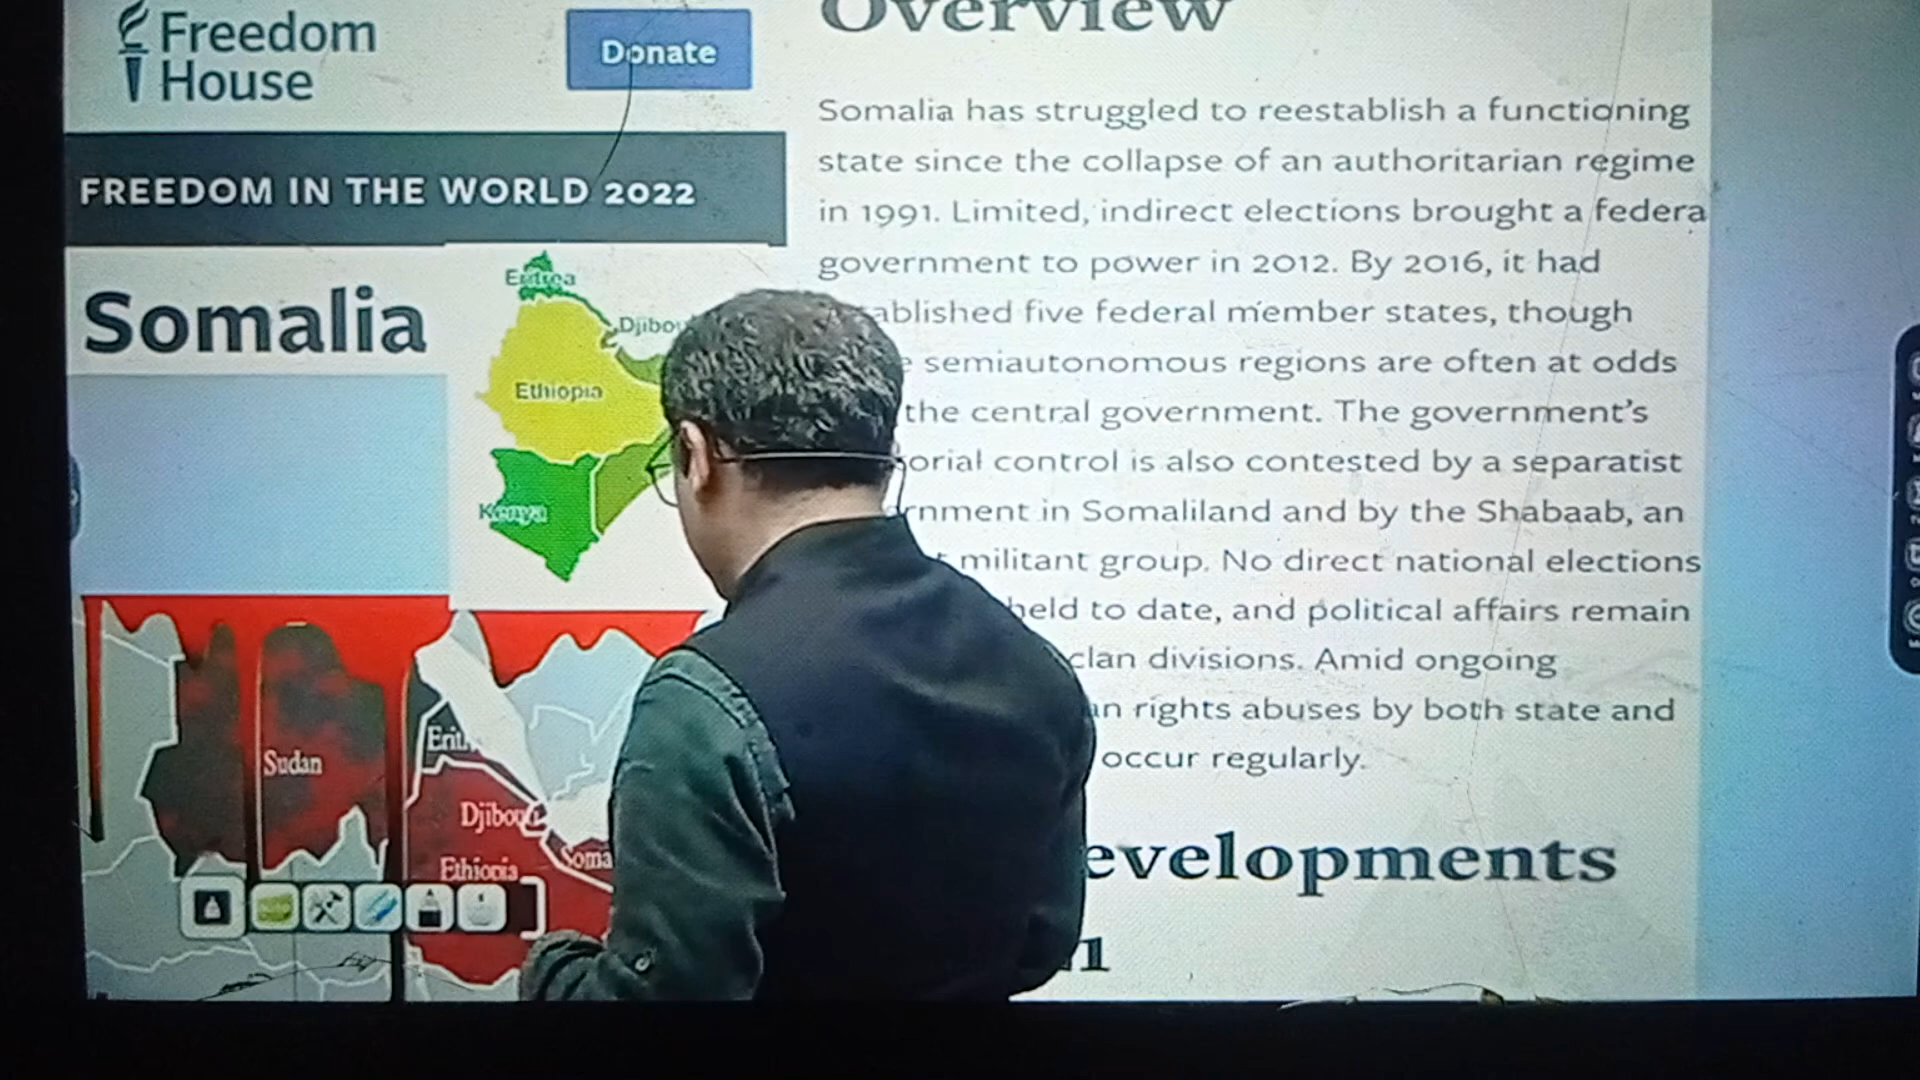 Freedom
House
Donate
FREEDOM IN THE WORLD 2022
Somalia
Eritrea
Djibou
Ethiopia
Kenya
Sudan
Erit
Djibouti
Ethiopia
Soma
Overview
Somalia has struggled to reestablish a functioning
state since the collapse of an authoritarian regime
in 1991. Limited, indirect elections brought a federa
government to power in 2012. By 2016, it had
ablished five federal member states, though
e semiautonomous regions are often at odds
the central government. The government's
orial control is also contested by a separatist
rnment in Somaliland and by the Shabaab, an
t militant group. No direct national elections
held to date, and political affairs remain
clan divisions. Amid ongoing
an rights abuses by both state and
occur regularly.
evelopments
11